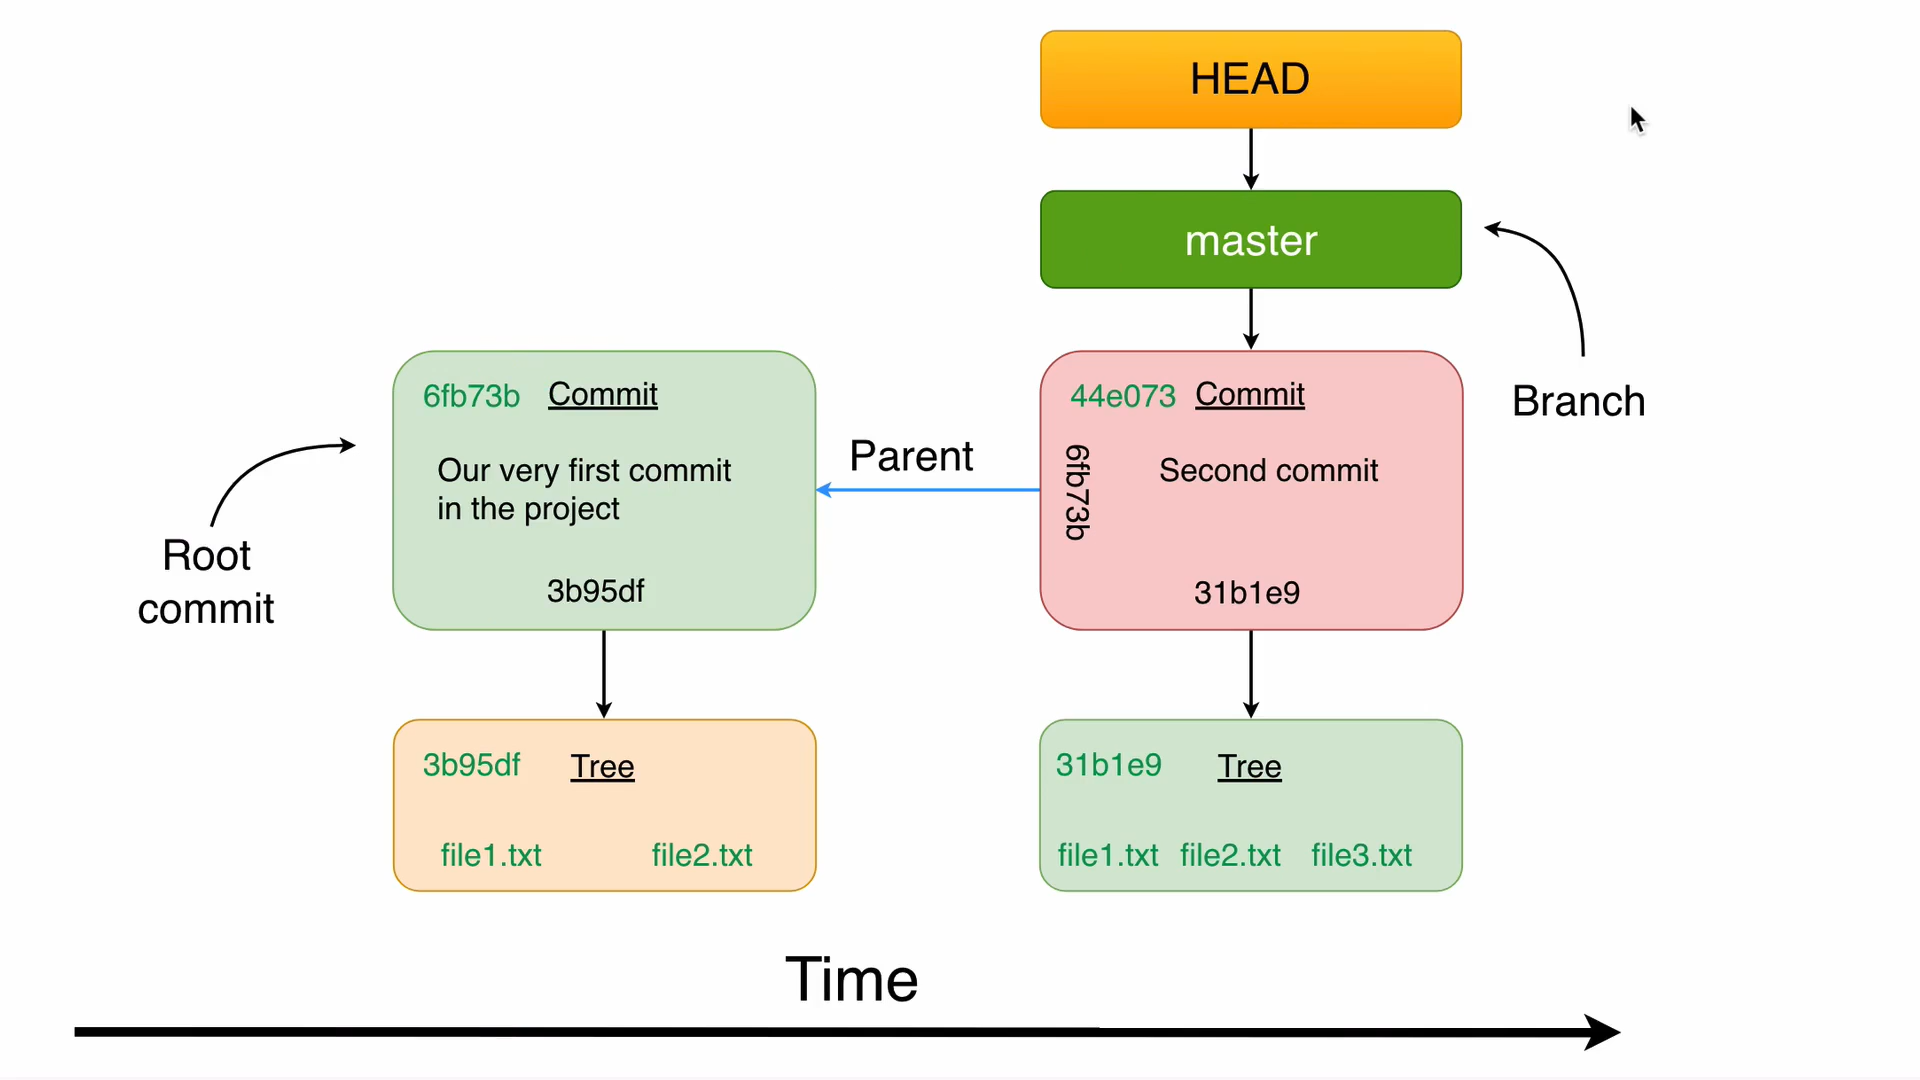 HEAD
master
6fb73b Commit
Our very first commit
in the project
3b95df
Root
commit
Parent
44e073 Commit
6fb73b
Second commit
31b1e9
Branch
3b95df Tree
file1.txt file2.txt
31b1e9 Tree
file1.txt file2.txt file3.txt
Time